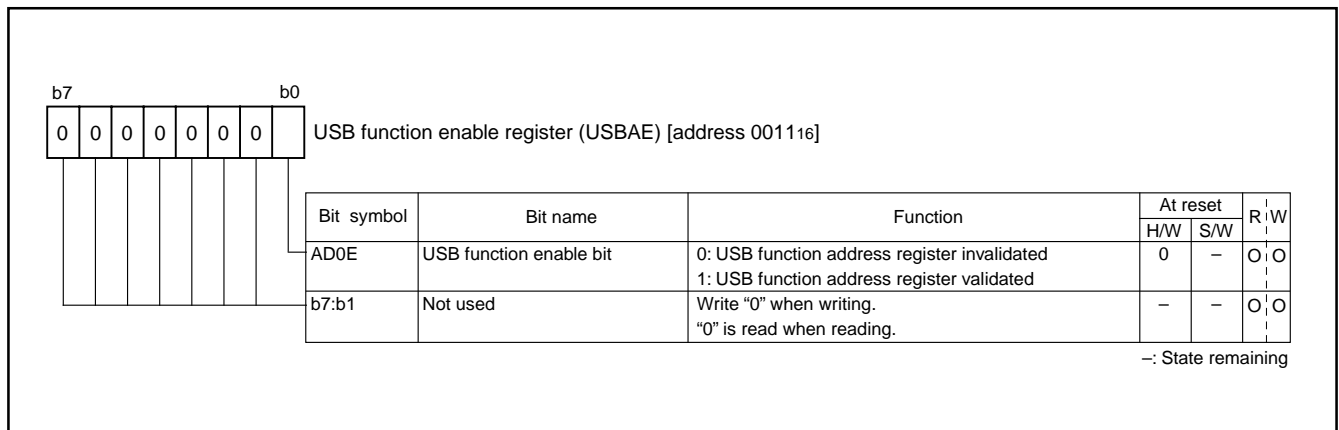 b7 b0
0 0 0 0 0 0 0 USB function enable register (USBAE) [address 001116]
Bit symbol Bit name Function At reset R W
H/W S/W
AD0E USB function enable bit 0: USB function address register invalidated 0 – O O
1: USB function address register validated
b7:b1 Not used Write “0” when writing. – – O O
“0” is read when reading.
–: State remaining